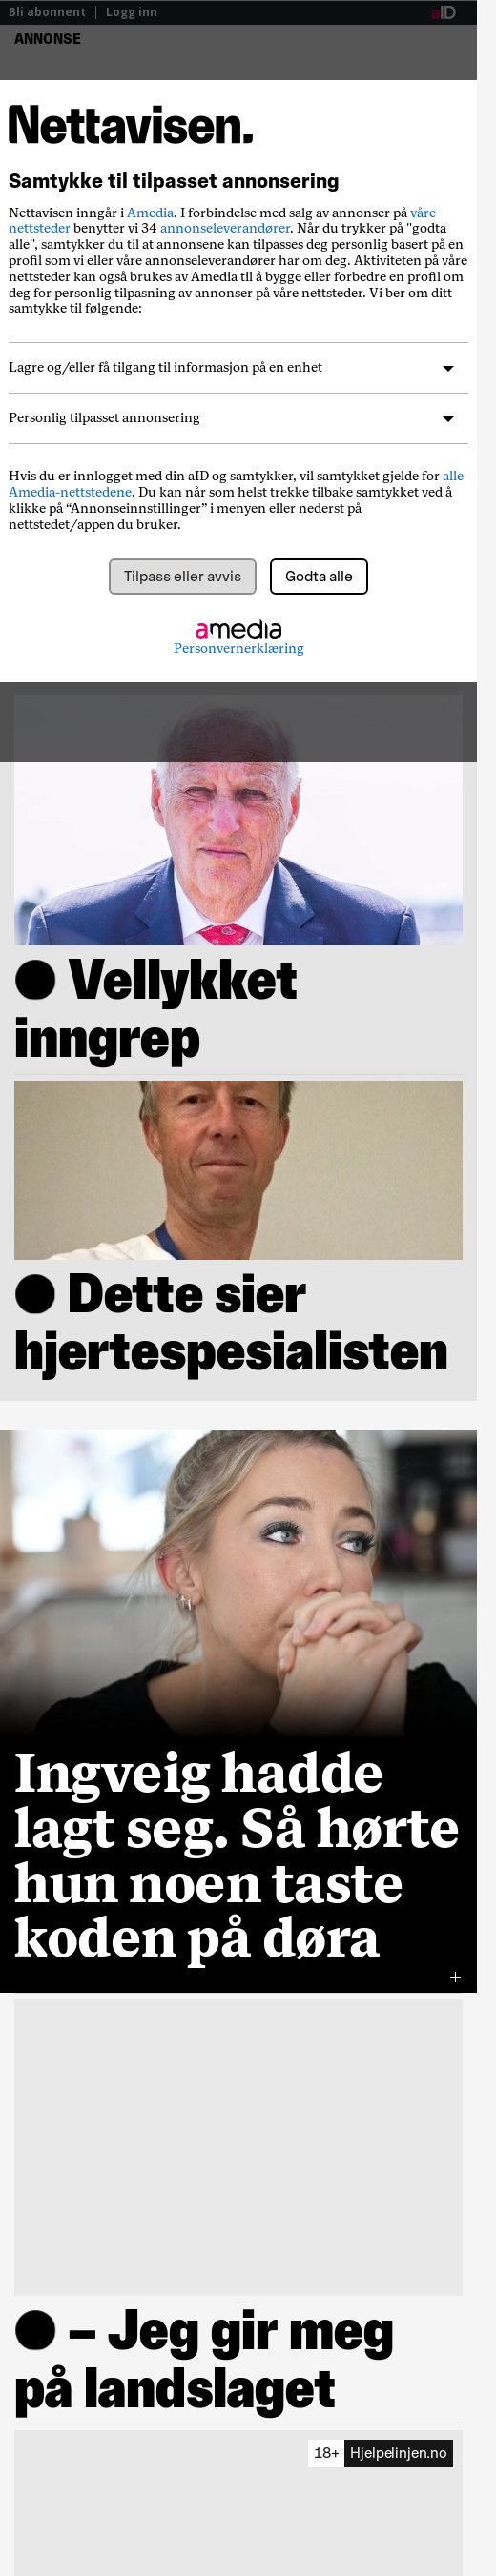 Bli abonnent | Logg inn
aID
ANNONSE
Nettavisen.
Samtykke til tilpasset annonsering
Nettavisen inngår i Amedia. I forbindelse med salg av annonser på våre
nettsteder benytter vi 34 annonseleverandører. Når du trykker på "godta
alle", samtykker du til at annonsene kan tilpasses deg personlig basert på en
profil som vi eller våre annonseleverandører har om deg. Aktiviteten på våre
nettsteder kan også brukes av Amedia til å bygge eller forbedre en profil om
deg for personlig tilpasning av annonser på våre nettsteder. Vi ber om ditt
samtykke til følgende:
Lagre og/eller få tilgang til informasjon på en enhet
Personlig tilpasset annonsering
Hvis du er innlogget med din aID og samtykker, vil samtykket gjelde for alle
Amedia-nettstedene. Du kan når som helst trekke tilbake samtykket ved å
klikke på “Annonseinnstillinger” i menyen eller nederst på
nettstedet/appen du bruker.
Tilpass eller avvis
Godta alle
amedia
Personvernerklæring
Vellykket
inngrep
Dette sier
hjertespesialisten
Ingveig hadde
lagt seg. Så hørte
hun noen taste
koden på døra
– Jeg gir meg
på landslaget
18+ Hjelpelinjen.no